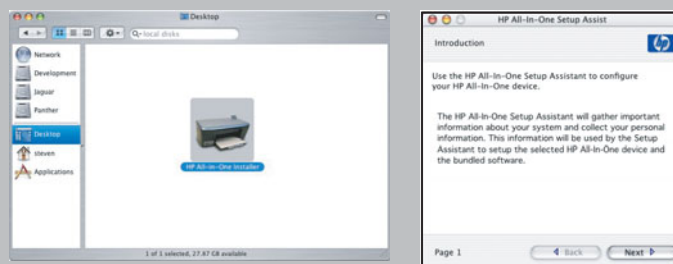 Desktop
Q- local disks
Network
Development
Jaguar
Panther
Desktop
steven
Applications
HP All-in-One Installer
1 of 1 selected, 27.87 GB available
HP All-In-One Setup Assist
Introduction
hp
Use the HP All-In-One Setup Assistant to configure
your HP All-In-One device.
The HP All-In-One Setup Assistant will gather important
information about your system and collect your personal
information. This information will be used by the Setup
Assistant to setup the selected HP All-In-One device and
the bundled software.
Page 1
Back
Next